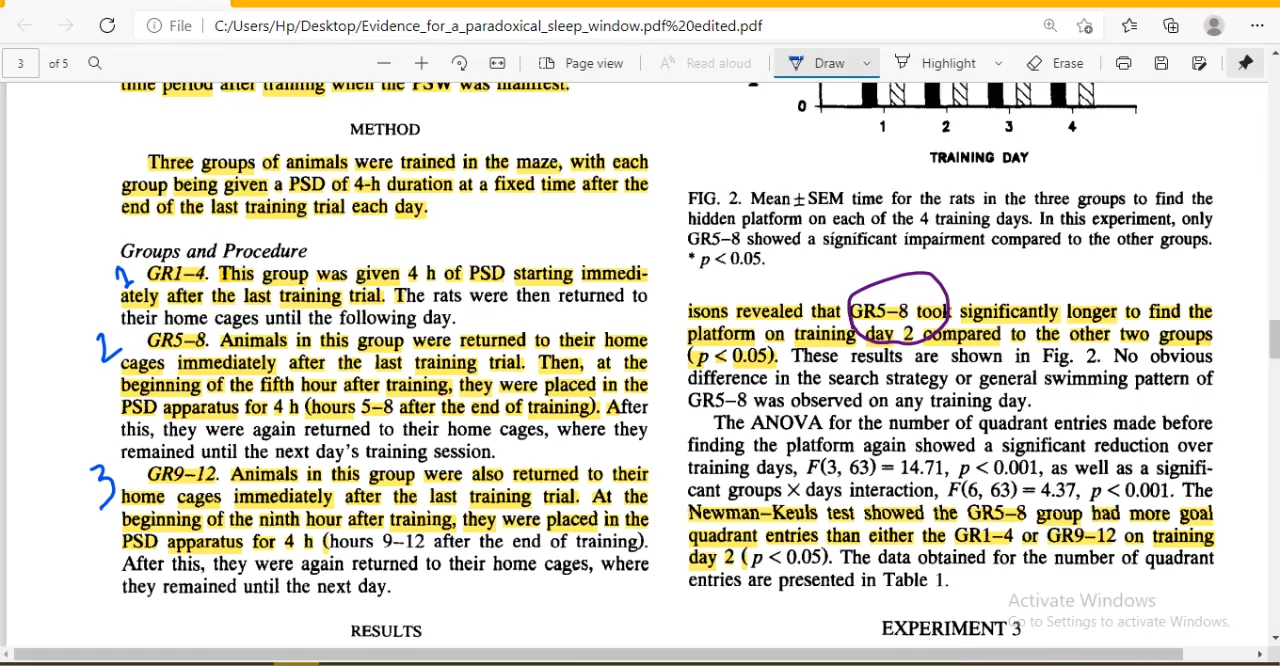 File
C:/Users/Hp/Desktop/Evidence_for_a_paradoxical_sleep_window.pdf%20edited.pdf
3 of 5
Page view
Read aloud
Draw
Highlight
Erase
time period after training when the PSW was manifest.
METHOD
Three groups of animals were trained in the maze, with each
group being given a PSD of 4-h duration at a fixed time after the
end of the last training trial each day.
Groups and Procedure
GR1–4. This group was given 4 h of PSD starting immedi-
ately after the last training trial. The rats were then returned to
their home cages until the following day.
2 GR5–8. Animals in this group were returned to their home
cages immediately after the last training trial. Then, at the
beginning of the fifth hour after training, they were placed in the
PSD apparatus for 4 h (hours 5–8 after the end of training). After
this, they were again returned to their home cages, where they
remained until the next day's training session.
3 GR9–12. Animals in this group were also returned to their
home cages immediately after the last training trial. At the
beginning of the ninth hour after training, they were placed in the
PSD apparatus for 4 h (hours 9–12 after the end of training).
After this, they were again returned to their home cages, where
they remained until the next day.
RESULTS
0
1 2 3 4
TRAINING DAY
FIG. 2. Mean ± SEM time for the rats in the three groups to find the
hidden platform on each of the 4 training days. In this experiment, only
GR5–8 showed a significant impairment compared to the other groups.
* p < 0.05.
isons revealed that GR5–8 took significantly longer to find the
platform on training day 2 compared to the other two groups
(p < 0.05). These results are shown in Fig. 2. No obvious
difference in the search strategy or general swimming pattern of
GR5–8 was observed on any training day.
The ANOVA for the number of quadrant entries made before
finding the platform again showed a significant reduction over
training days, F(3, 63) = 14.71, p < 0.001, as well as a signifi-
cant groups × days interaction, F(6, 63) = 4.37, p < 0.001. The
Newman–Keuls test showed the GR5–8 group had more goal
quadrant entries than either the GR1–4 or GR9–12 on training
day 2 (p < 0.05). The data obtained for the number of quadrant
entries are presented in Table 1.
EXPERIMENT 3
Activate Windows
Go to Settings to activate Windows.